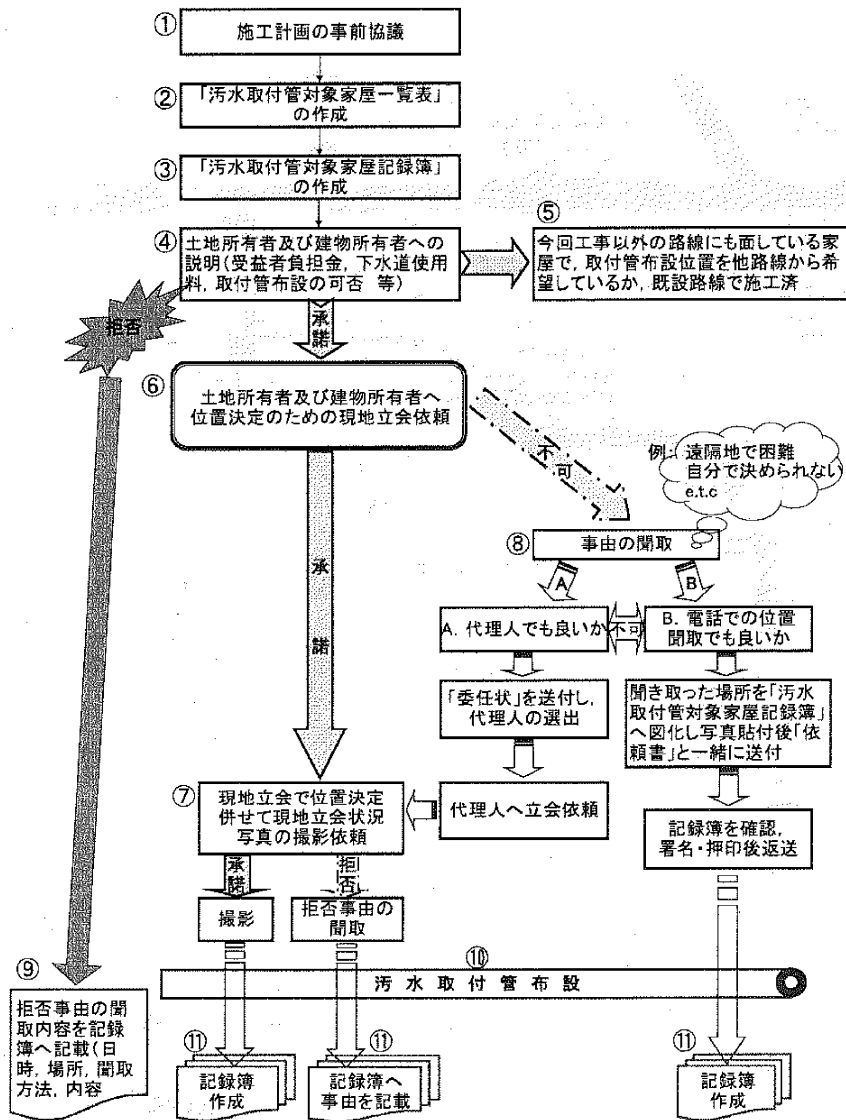 ①
施工計画の事前協議
②
「汚水取付管対象家屋一覧表」
の作成
③
「汚水取付管対象家屋記録簿」
の作成
④
土地所有者及び建物所有者への
説明(受益者負担金,下水道使用
料,取付管布設の可否 等)
⑤
今回工事以外の路線にも面している家
屋で,取付管布設位置を他路線から希
望しているか,既設路線で施工済
拒否
承諾
⑥
土地所有者及び建物所有者へ
位置決定のための現地立会依頼
不可
例: 遠隔地で困難
自分で決められない
e.t.c
⑧
事由の聞取
A
B
承諾
A. 代理人でも良いか
不可
B. 電話での位置
聞取でも良いか
「委任状」を送付し,
代理人の選出
聞き取った場所を「汚水
取付管対象家屋記録簿」
へ図化し写真貼付後「依
頼書」と一緒に送付
⑦
現地立会で位置決定
併せて現地立会状況
写真の撮影依頼
代理人へ立会依頼
記録簿を確認,
署名・押印後返送
承諾
拒否
撮影
拒否事由の
聞取
⑨
拒否事由の聞
取内容を記録
簿へ記載(日
時,場所,聞取
方法,内容
⑩
汚水取付管布設
⑪
記録簿
作成
⑪
記録簿へ
事由を記載
⑪
記録簿
作成